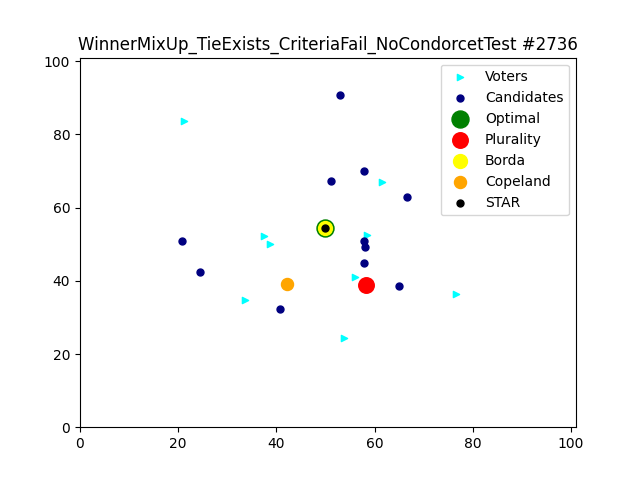 WinnerMixUp_TieExists_CriteriaFail_NoCondorcetTest #2736
Voters
Candidates
Optimal
Plurality
Borda
Copeland
STAR
100
80
60
40
20
0
0 20 40 60 80 100